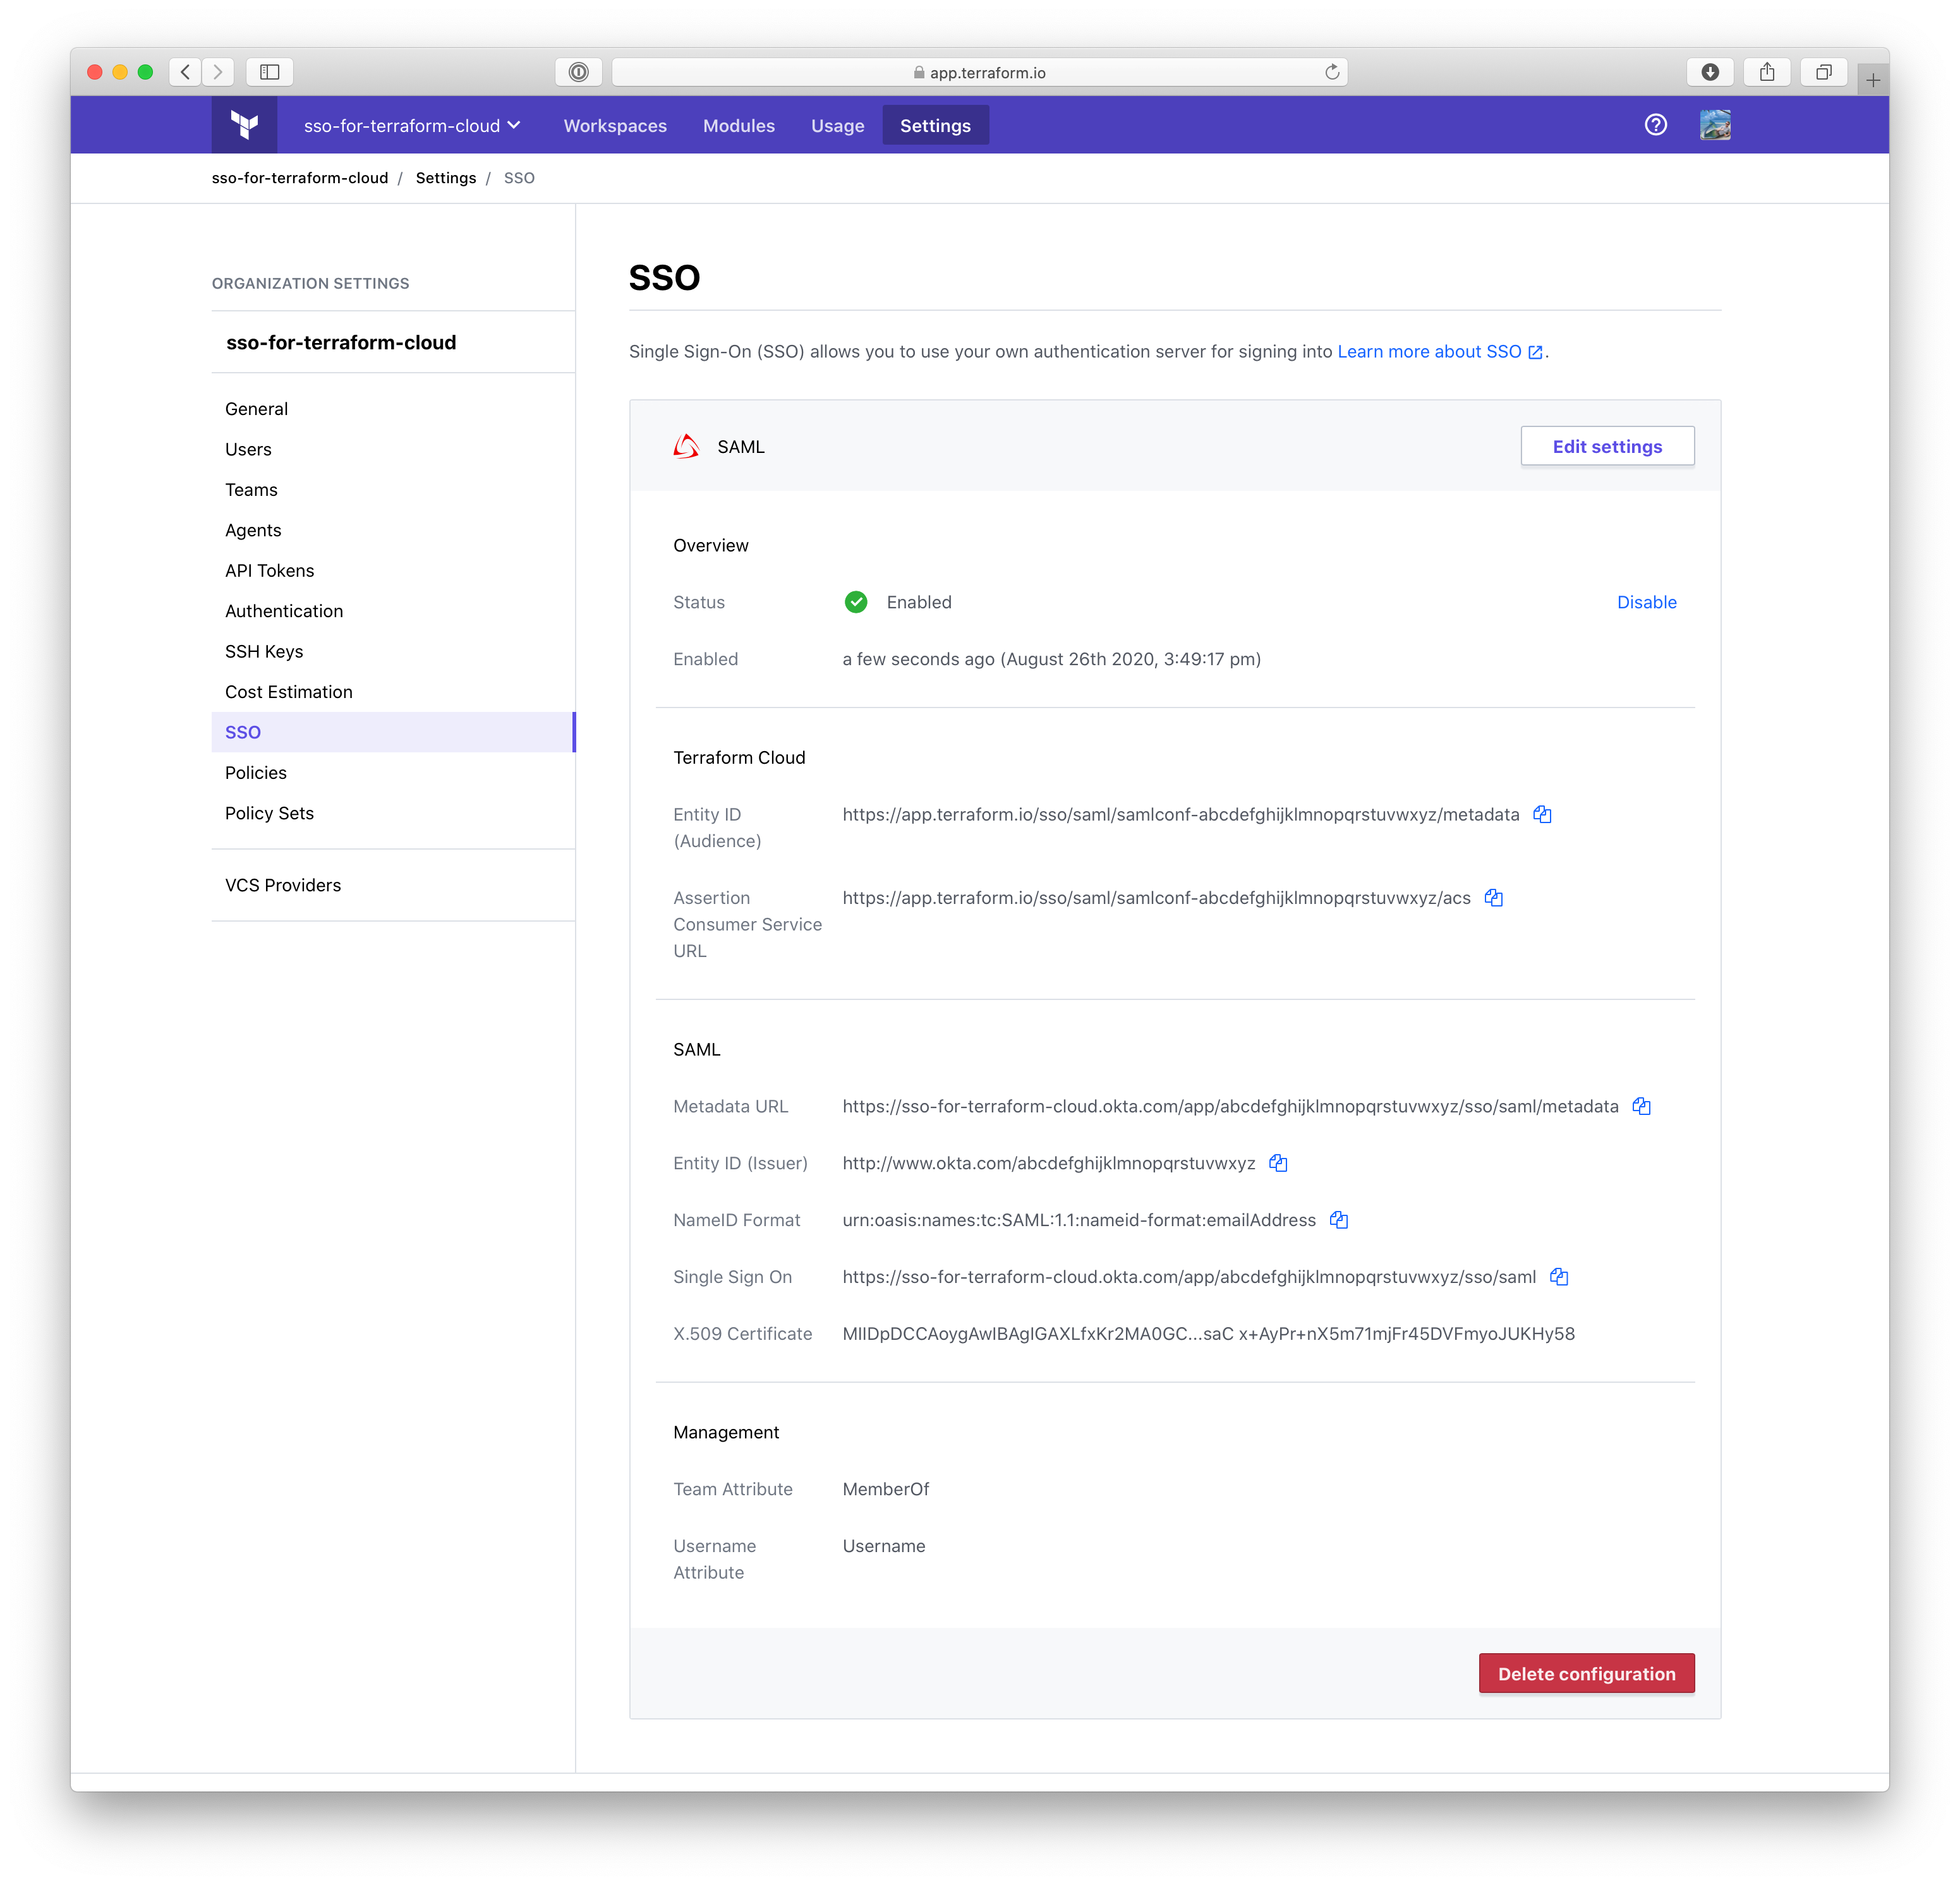 app.terraform.io
sso-for-terraform-cloud
Workspaces
Modules
Usage
Settings
sso-for-terraform-cloud / Settings / SSO
ORGANIZATION SETTINGS
sso-for-terraform-cloud
General
Users
Teams
Agents
API Tokens
Authentication
SSH Keys
Cost Estimation
SSO
Policies
Policy Sets
VCS Providers
SSO
Single Sign-On (SSO) allows you to use your own authentication server for signing into Learn more about SSO .
SAML
Edit settings
Overview
Status
Enabled
Disable
Enabled
a few seconds ago (August 26th 2020, 3:49:17 pm)
Terraform Cloud
Entity ID
(Audience)
https://app.terraform.io/sso/saml/samlconf-abcdefghijklmnopqrstuvwxyz/metadata
Assertion
Consumer Service
URL
https://app.terraform.io/sso/saml/samlconf-abcdefghijklmnopqrstuvwxyz/acs
SAML
Metadata URL
https://sso-for-terraform-cloud.okta.com/app/abcdefghijklmnopqrstuvwxyz/sso/saml/metadata
Entity ID (Issuer)
http://www.okta.com/abcdefghijklmnopqrstuvwxyz
NameID Format
urn:oasis:names:tc:SAML:1.1:nameid-format:emailAddress
Single Sign On
https://sso-for-terraform-cloud.okta.com/app/abcdefghijklmnopqrstuvwxyz/sso/saml
X.509 Certificate
MIIDpDCCAoygAwIBAgIGAXLfxKr2MA0GC...saC x+AyPr+nX5m71mjFr45DVFmyoJUKHy58
Management
Team Attribute
MemberOf
Username
Attribute
Username
Delete configuration